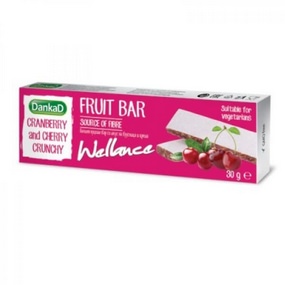 DankaD
CRANBERRY
and CHERRY
CRUNCHY
FRUIT BAR
SOURCE OF FIBRE
Wellance
Suitable for
vegetarians
30 g e